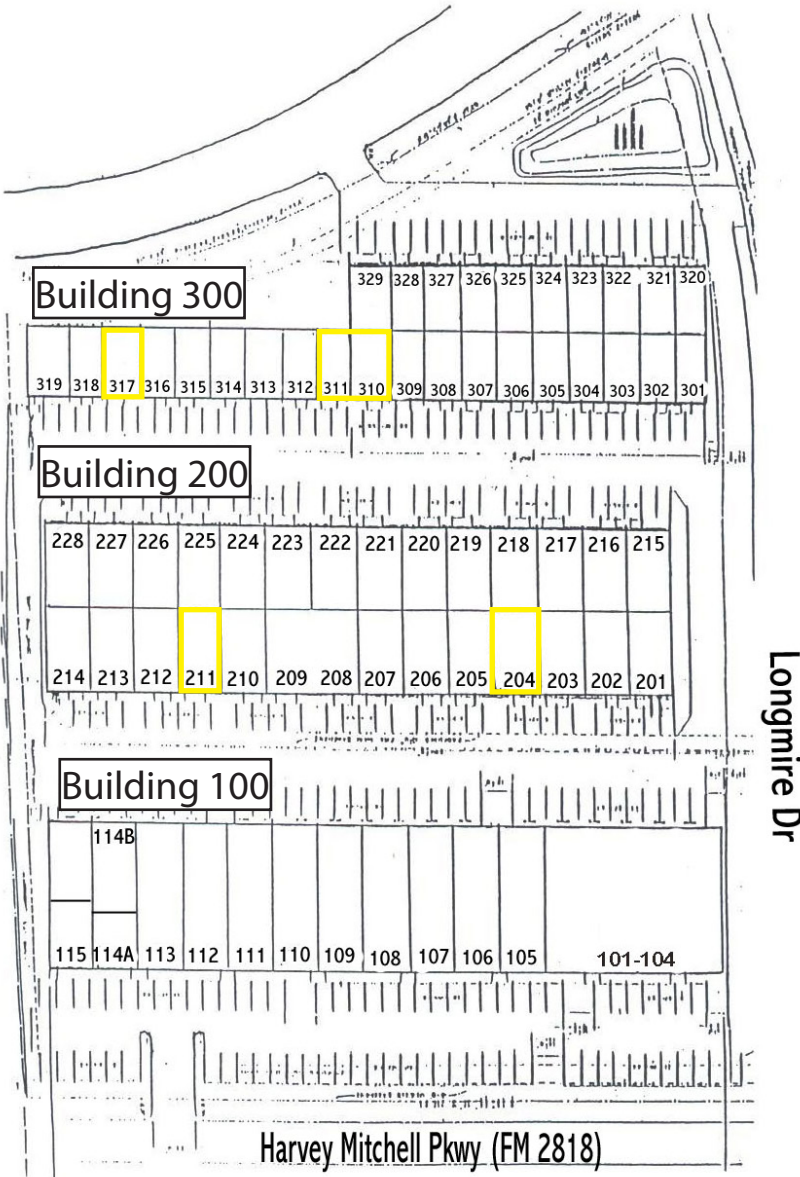 Building 300
329 328 327 326 325 324 323 322 321 320
319 318 317 316 315 314 313 312 311 310 309 308 307 306 305 304 303 302 301
Building 200
228 227 226 225 224 223 222 221 220 219 218 217 216 215
214 213 212 211 210 209 208 207 206 205 204 203 202 201
Longmire Dr
Building 100
114B
115 114A 113 112 111 110 109 108 107 106 105 101-104
Harvey Mitchell Pkwy (FM 2818)